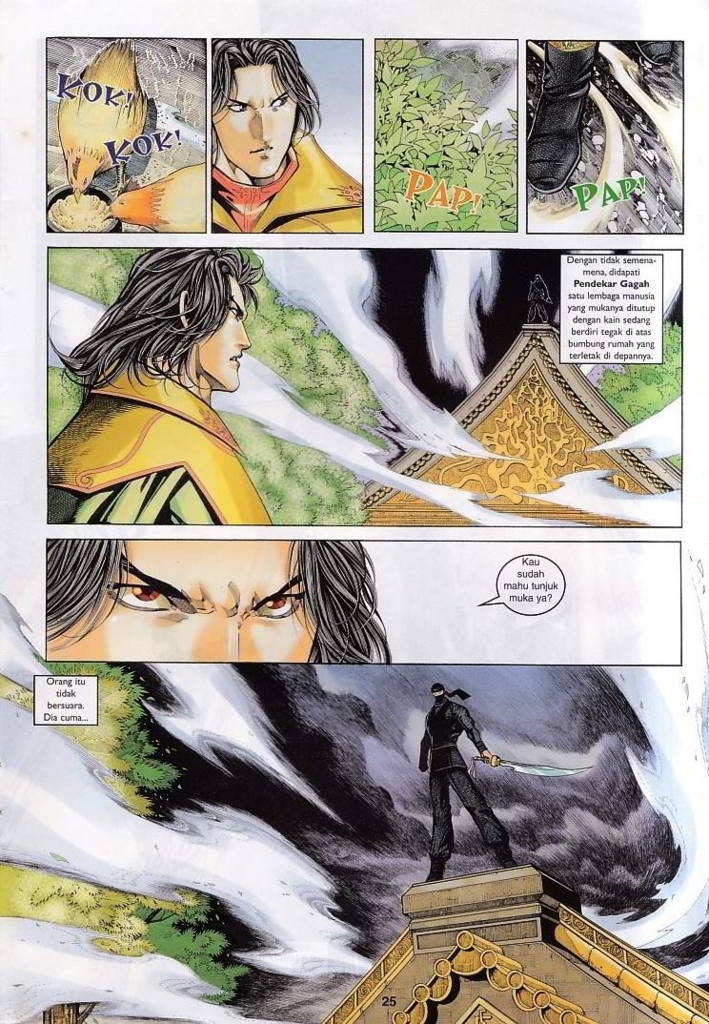 KOK!
KOK!
PAP!
PAP!
Dengan tidak semena-
mena, didapati
Pendekar Gagah
satu lembaga manusia
yang mukanya ditutup
dengan kain sedang
berdiri tegak di atas
bumbung rumah yang
terletak di depannya.
Kau
sudah
mahu tunjuk
muka ya?
Orang itu
tidak
bersuara.
Dia cuma...
25